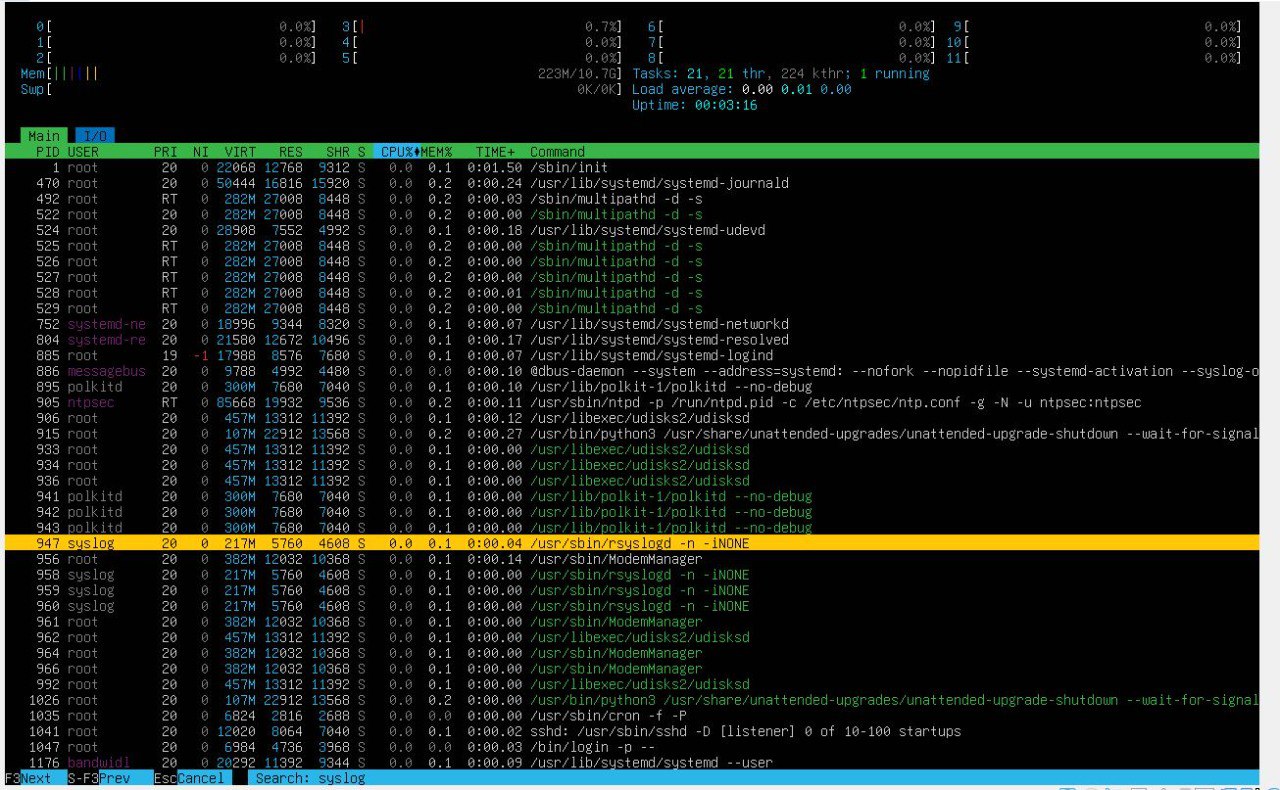 0[ 0.0%] 3[| 0.7%] 6[ 0.0%] 9[ 0.0%]
1[ 0.0%] 4[ 0.0%] 7[ 0.0%] 10[ 0.0%]
2[ 0.0%] 5[ 0.0%] 8[ 0.0%] 11[ 0.0%]
Mem[|||||| 223M/10.7G] Tasks: 21, 21 thr, 224 kthr; 1 running
Swp[ 0K/0K] Load average: 0.00 0.01 0.00
Uptime: 00:03:16
Main I/O
PID USER PRI NI VIRT RES SHR S CPU% MEM% TIME+ Command
1 root 20 0 22068 12768 9312 S 0.0 0.1 0:01.50 /sbin/init
470 root 20 0 50444 16816 15920 S 0.0 0.2 0:00.24 /usr/lib/systemd/systemd-journald
492 root RT 0 282M 27008 8448 S 0.0 0.2 0:00.03 /sbin/multipathd -d -s
522 root 20 0 282M 27008 8448 S 0.0 0.2 0:00.00 /sbin/multipathd -d -s
524 root 20 0 28908 7552 4992 S 0.0 0.1 0:00.18 /usr/lib/systemd/systemd-udevd
525 root RT 0 282M 27008 8448 S 0.0 0.2 0:00.00 /sbin/multipathd -d -s
526 root RT 0 282M 27008 8448 S 0.0 0.2 0:00.00 /sbin/multipathd -d -s
527 root RT 0 282M 27008 8448 S 0.0 0.2 0:00.00 /sbin/multipathd -d -s
528 root RT 0 282M 27008 8448 S 0.0 0.2 0:00.01 /sbin/multipathd -d -s
529 root RT 0 282M 27008 8448 S 0.0 0.2 0:00.00 /sbin/multipathd -d -s
752 systemd-ne 20 0 18996 9344 8320 S 0.0 0.1 0:00.07 /usr/lib/systemd/systemd-networkd
804 systemd-re 20 0 21580 12672 10496 S 0.0 0.1 0:00.17 /usr/lib/systemd/systemd-resolved
885 root 19 -1 17988 8576 7680 S 0.0 0.1 0:00.07 /usr/lib/systemd/systemd-logind
886 messagebus 20 0 9788 4992 4480 S 0.0 0.0 0:00.10 @dbus-daemon --system --address=systemd: --nofork --nopidfile --systemd-activation --syslog-o
895 polkitd 20 0 300M 7680 7040 S 0.0 0.1 0:00.10 /usr/lib/polkit-1/polkitd --no-debug
905 ntpsec RT 0 85668 19932 9536 S 0.0 0.2 0:00.11 /usr/sbin/ntpd -p /run/ntpd.pid -c /etc/ntpsec/ntp.conf -g -N -u ntpsec:ntpsec
906 root 20 0 457M 13312 11392 S 0.0 0.1 0:00.12 /usr/libexec/udisks2/udisksd
915 root 20 0 107M 22912 13568 S 0.0 0.2 0:00.27 /usr/bin/python3 /usr/share/unattended-upgrades/unattended-upgrade-shutdown --wait-for-signal
933 root 20 0 457M 13312 11392 S 0.0 0.1 0:00.00 /usr/libexec/udisks2/udisksd
934 root 20 0 457M 13312 11392 S 0.0 0.1 0:00.00 /usr/libexec/udisks2/udisksd
936 root 20 0 457M 13312 11392 S 0.0 0.1 0:00.00 /usr/libexec/udisks2/udisksd
941 polkitd 20 0 300M 7680 7040 S 0.0 0.1 0:00.00 /usr/lib/polkit-1/polkitd --no-debug
942 polkitd 20 0 300M 7680 7040 S 0.0 0.1 0:00.00 /usr/lib/polkit-1/polkitd --no-debug
943 polkitd 20 0 300M 7680 7040 S 0.0 0.1 0:00.00 /usr/lib/polkit-1/polkitd --no-debug
947 syslog 20 0 217M 5760 4608 S 0.0 0.1 0:00.04 /usr/sbin/rsyslogd -n -iNONE
956 root 20 0 382M 12032 10368 S 0.0 0.1 0:00.14 /usr/sbin/ModemManager
958 syslog 20 0 217M 5760 4608 S 0.0 0.1 0:00.00 /usr/sbin/rsyslogd -n -iNONE
959 syslog 20 0 217M 5760 4608 S 0.0 0.1 0:00.00 /usr/sbin/rsyslogd -n -iNONE
960 syslog 20 0 217M 5760 4608 S 0.0 0.1 0:00.00 /usr/sbin/rsyslogd -n -iNONE
961 root 20 0 382M 12032 10368 S 0.0 0.1 0:00.00 /usr/sbin/ModemManager
962 root 20 0 457M 13312 11392 S 0.0 0.1 0:00.00 /usr/libexec/udisks2/udisksd
964 root 20 0 382M 12032 10368 S 0.0 0.1 0:00.00 /usr/sbin/ModemManager
966 root 20 0 382M 12032 10368 S 0.0 0.1 0:00.00 /usr/sbin/ModemManager
992 root 20 0 457M 13312 11392 S 0.0 0.1 0:00.00 /usr/libexec/udisks2/udisksd
1026 root 20 0 107M 22912 13568 S 0.0 0.2 0:00.00 /usr/bin/python3 /usr/share/unattended-upgrades/unattended-upgrade-shutdown --wait-for-signal
1035 root 20 0 6824 2816 2688 S 0.0 0.0 0:00.00 /usr/sbin/cron -f -P
1041 root 20 0 12020 8064 7040 S 0.0 0.1 0:00.02 sshd: /usr/sbin/sshd -D [listener] 0 of 10-100 startups
1047 root 20 0 6984 4736 3968 S 0.0 0.0 0:00.03 /bin/login -p --
1176 bandwidl 20 0 20292 11392 9344 S 0.0 0.1 0:00.09 /usr/lib/systemd/systemd --user
F3Next S-F3Prev EscCancel Search: syslog